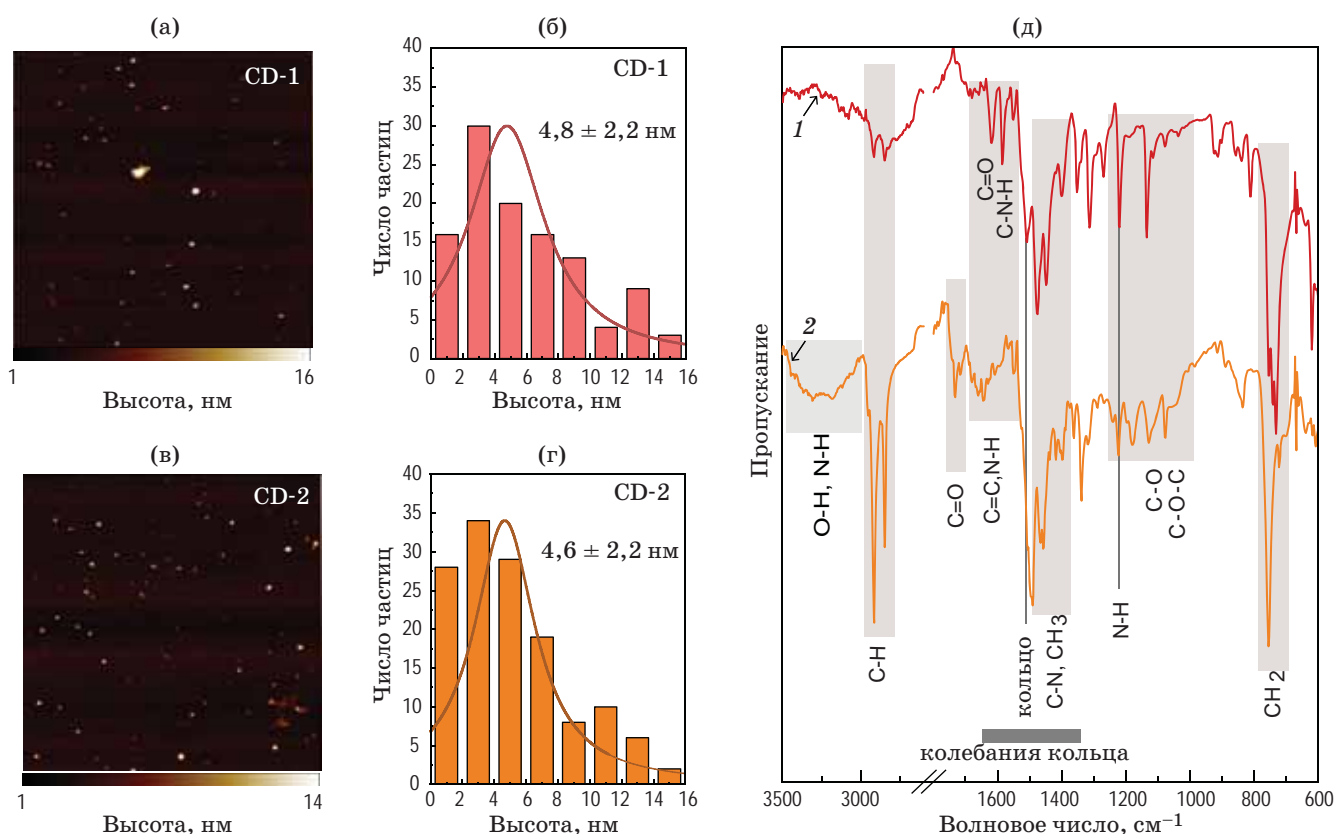 (а)
CD-1
1
16
Высота, нм
(б)
CD-1
4,8 ± 2,2 нм
Число частиц
40
35
30
25
20
15
10
5
0
0 2 4 6 8 10 12 14 16
Высота, нм
(в)
CD-2
1
14
Высота, нм
(г)
CD-2
4,6 ± 2,2 нм
Число частиц
40
35
30
25
20
15
10
5
0
0 2 4 6 8 10 12 14 16
Высота, нм
(д)
Пропускание
1
2
O-H, N-H
C-H
C=O
C=O
C-N-H
C=C,N-H
кольцо
C-N, CH3
N-H
C-O
C-O-C
CH2
колебания кольца
3500 3000 1600 1400 1200 1000 800 600
Волновое число, см⁻¹